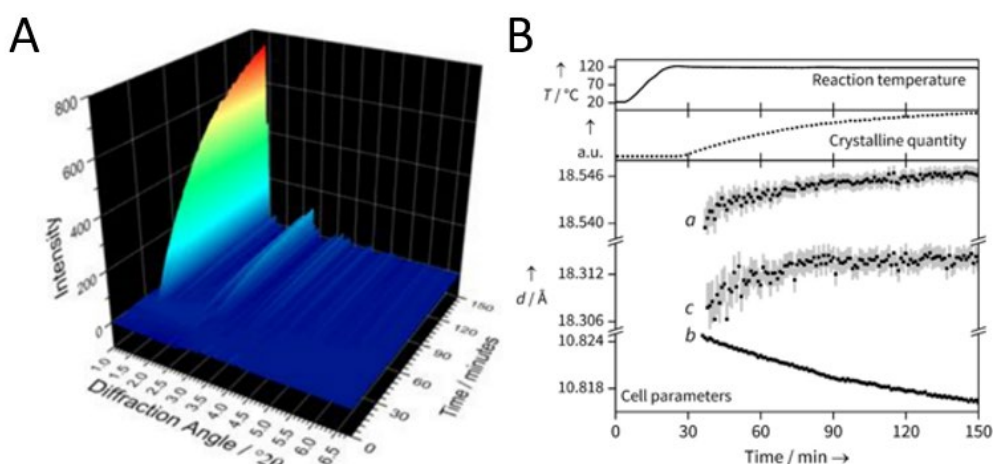 A
800
600
400
200
0
Intensity
1.0
1.5
2.0
2.5
3.0
3.5
4.0
4.5
5.0
5.5
6.0
6.5
Diffraction Angle / °2θ
0
30
60
90
120
150
Time / minutes
B
120
70
20
↑
T / °C
Reaction temperature
↑
a.u.
Crystalline quantity
18.546
18.540
a
↑
d / Å
18.312
18.306
c
b
10.824
10.818
Cell parameters
0 30 60 90 120 150
Time / min →